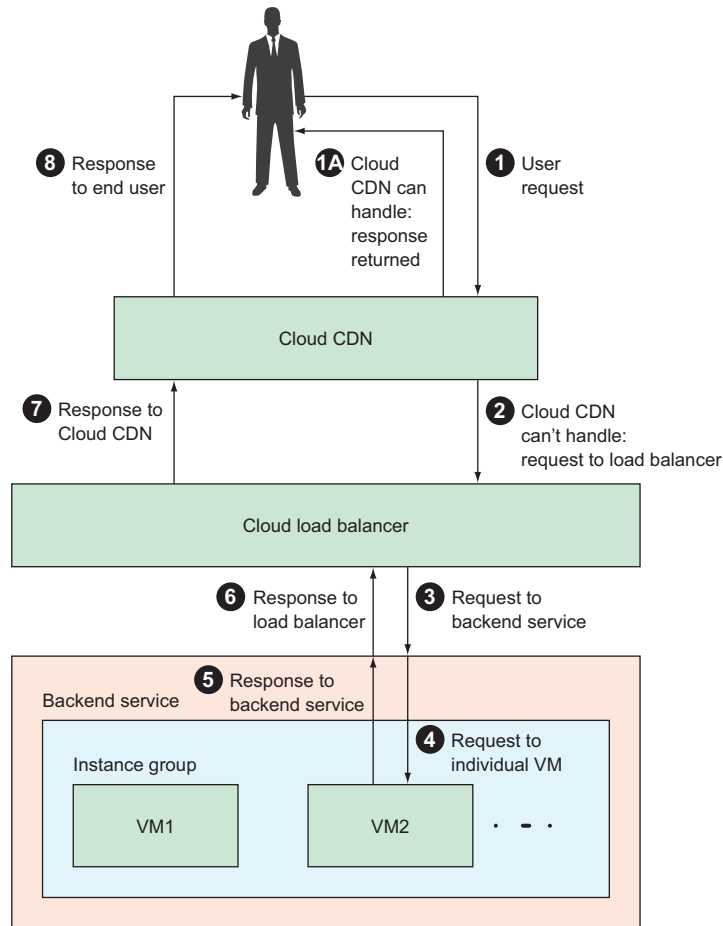 8 Response
to end user
1A Cloud
CDN can
handle:
response
returned
1 User
request
Cloud CDN
7 Response to
Cloud CDN
2 Cloud CDN
can’t handle:
request to load balancer
Cloud load balancer
6 Response to
load balancer
3 Request to
backend service
5 Response to
backend service
Backend service
4 Request to
individual VM
Instance group
VM1
VM2